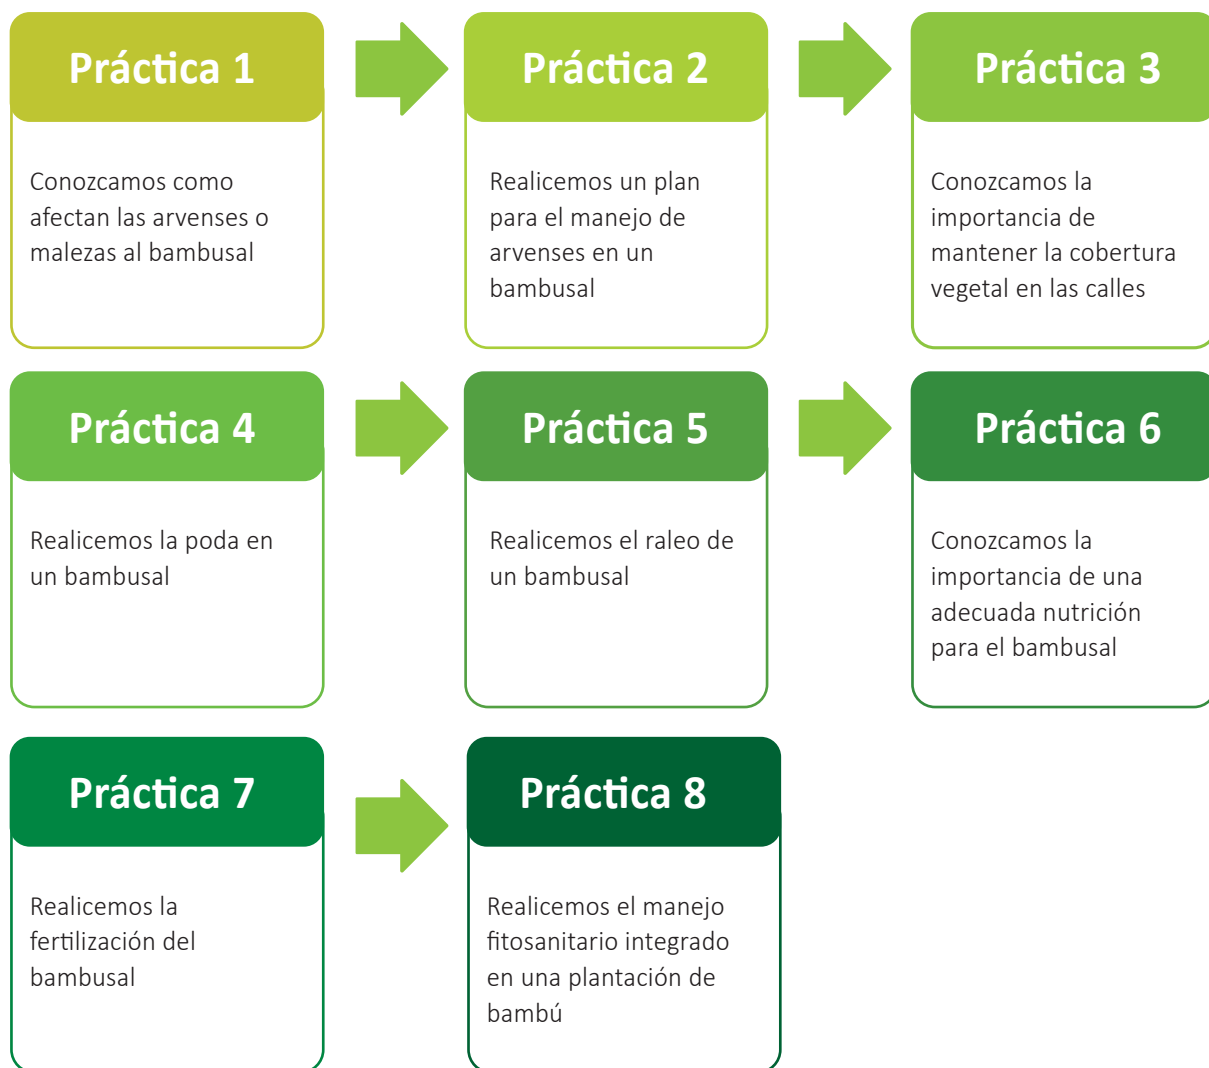 Práctica 1
Conozcamos como
afectan las arvenses o
malezas al bambusal
Práctica 2
Realicemos un plan
para el manejo de
arvenses en un
bambusal
Práctica 3
Conozcamos la
importancia de
mantener la cobertura
vegetal en las calles
Práctica 4
Realicemos la poda en
un bambusal
Práctica 5
Realicemos el raleo de
un bambusal
Práctica 6
Conozcamos la
importancia de una
adecuada nutrición
para el bambusal
Práctica 7
Realicemos la
fertilización del
bambusal
Práctica 8
Realicemos el manejo
fitosanitario integrado
en una plantación de
bambú